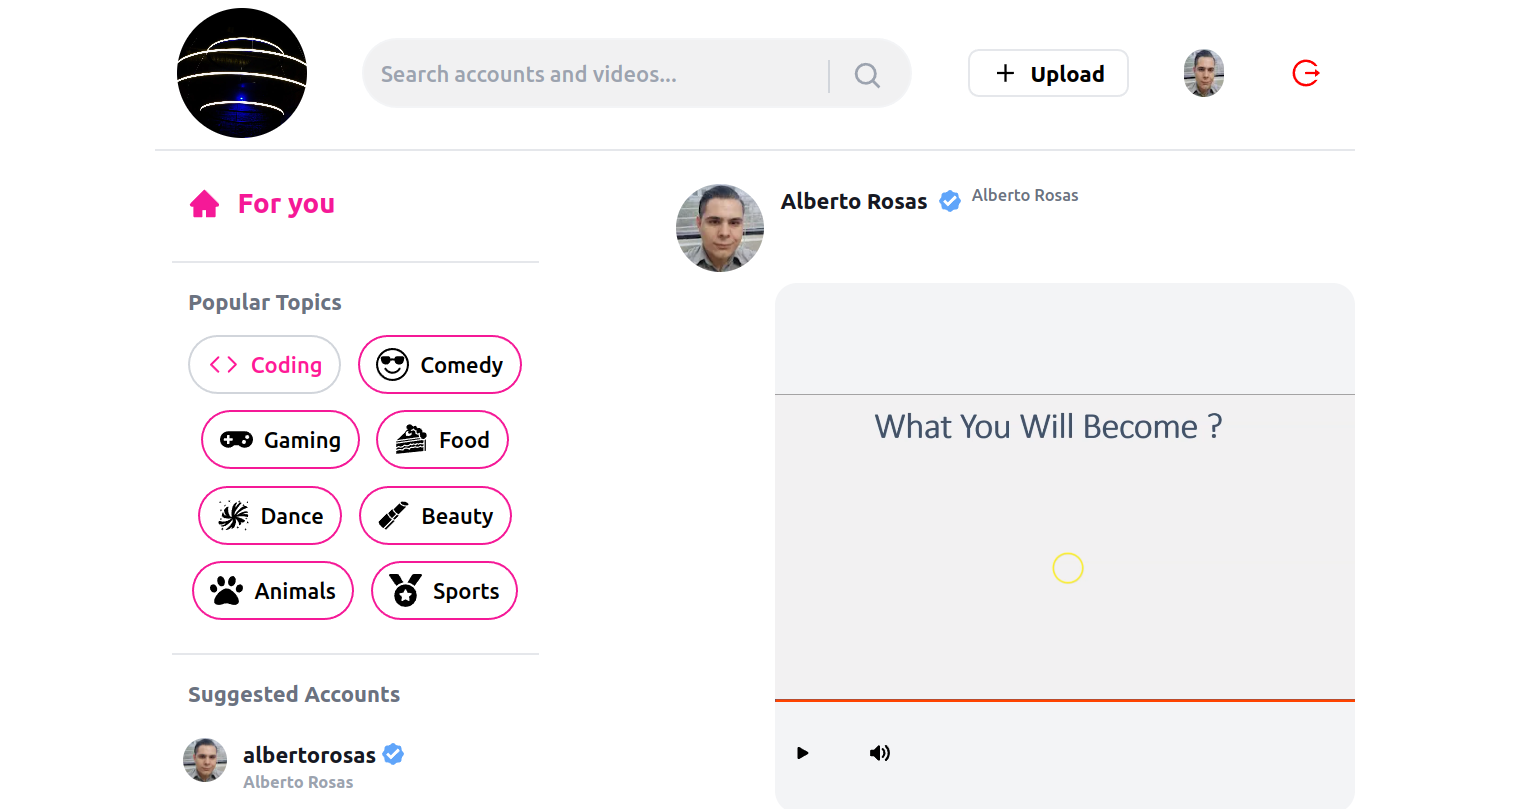 Search accounts and videos...
Upload
For you
Popular Topics
Coding
Comedy
Gaming
Food
Dance
Beauty
Animals
Sports
Suggested Accounts
albertorosas
Alberto Rosas
Alberto Rosas
Alberto Rosas
What You Will Become ?